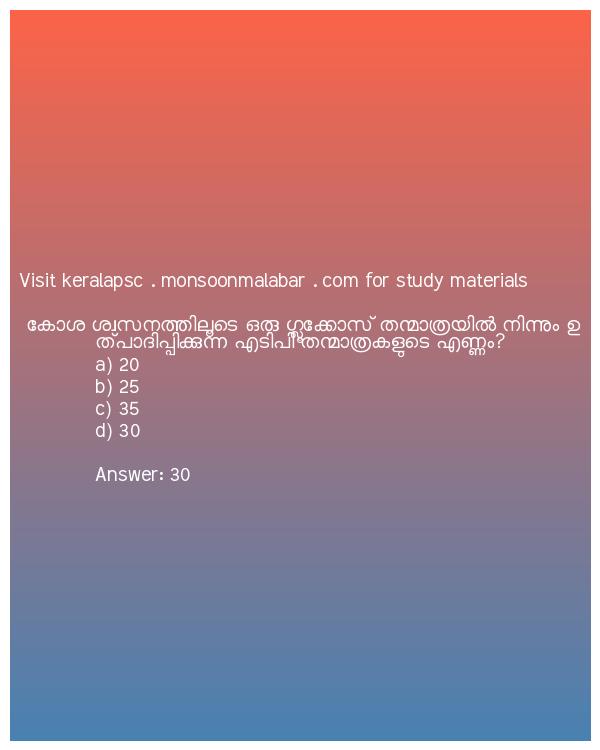 Visit keralapsc . monsoonmalabar . com for study materials
കോശ ശ്വസനത്തിലൂടെ ഒരു ഗ്ലൂക്കോസ് തന്മാത്രയിൽ നിന്നും ഉ
ത്പാദിപ്പിക്കുന്ന എടിപി തന്മാത്രകളുടെ എണ്ണം?
a) 20
b) 25
c) 35
d) 30
Answer: 30